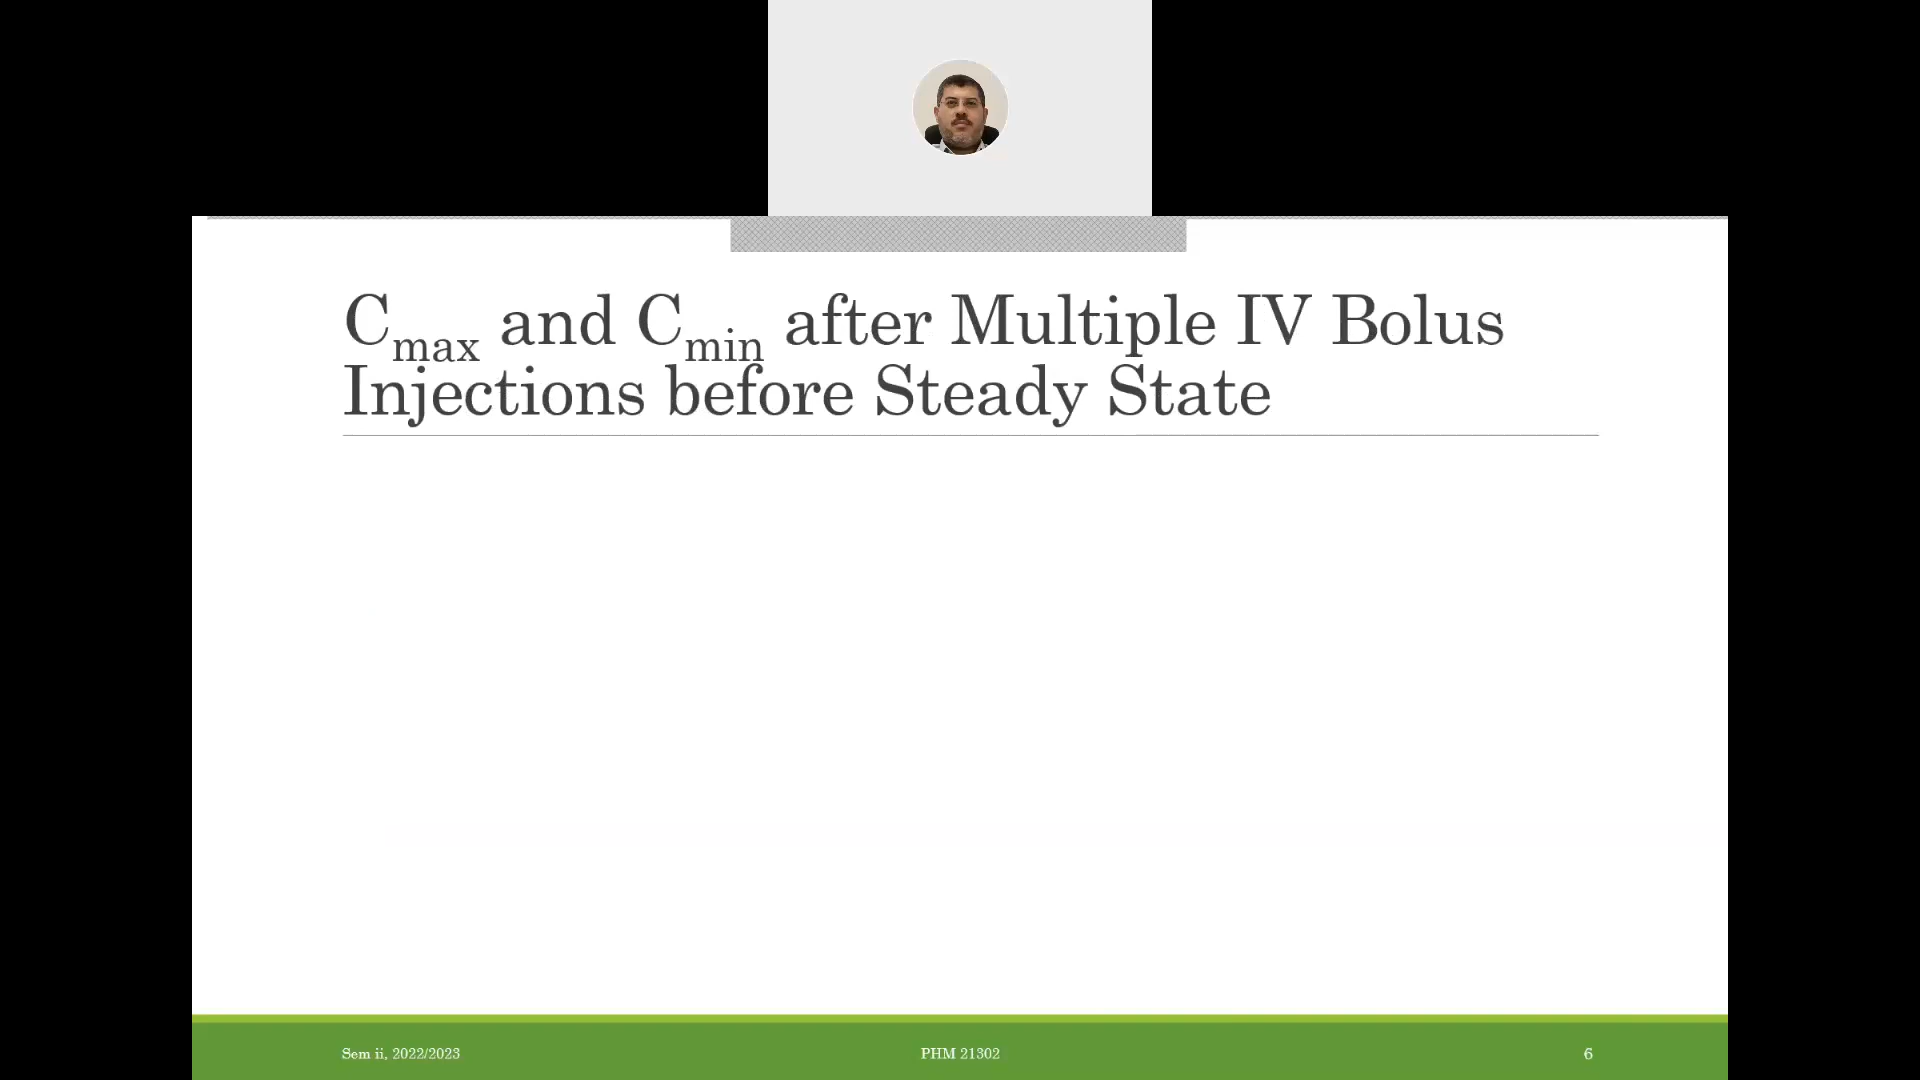 Cmax and Cmin after Multiple IV Bolus
Injections before Steady State
Sem ii, 2022/2023
PHM 21302
6